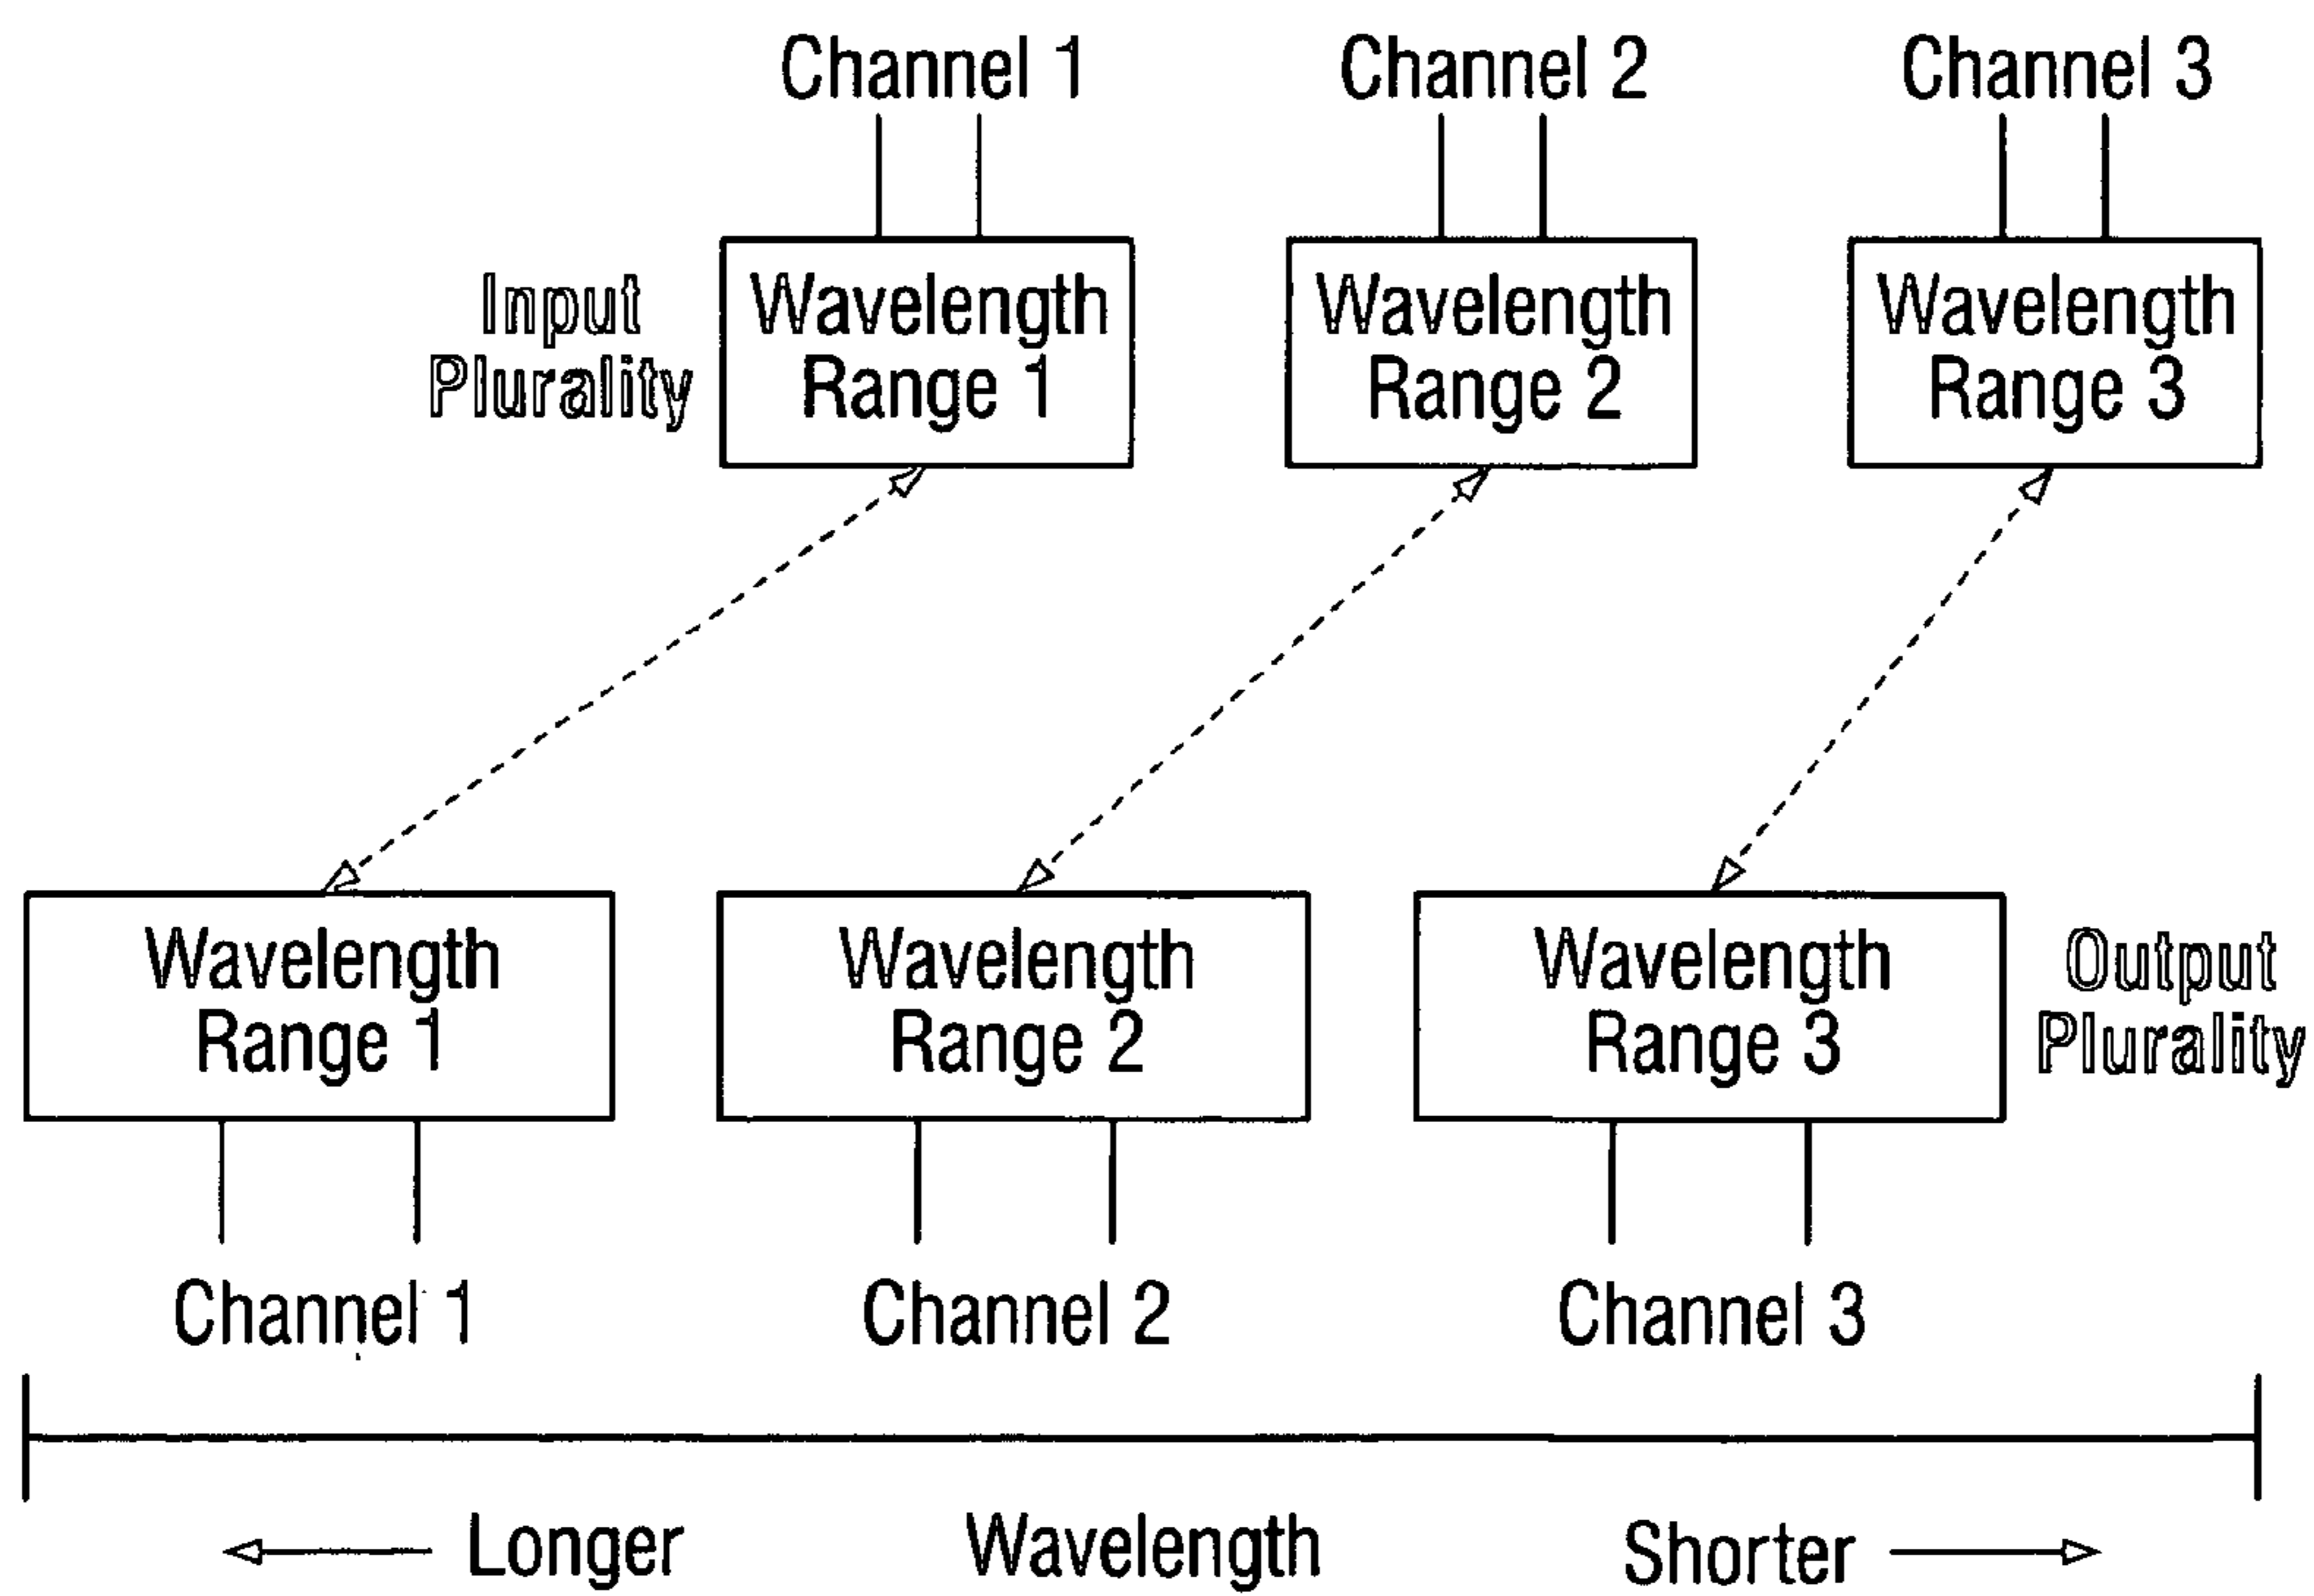 Channel 1 Channel 2 Channel 3
Input
Plurality
Wavelength
Range 1
Wavelength
Range 2
Wavelength
Range 3
Wavelength
Range 1
Wavelength
Range 2
Wavelength
Range 3
Output
Plurality
Channel 1 Channel 2 Channel 3
Longer Wavelength Shorter